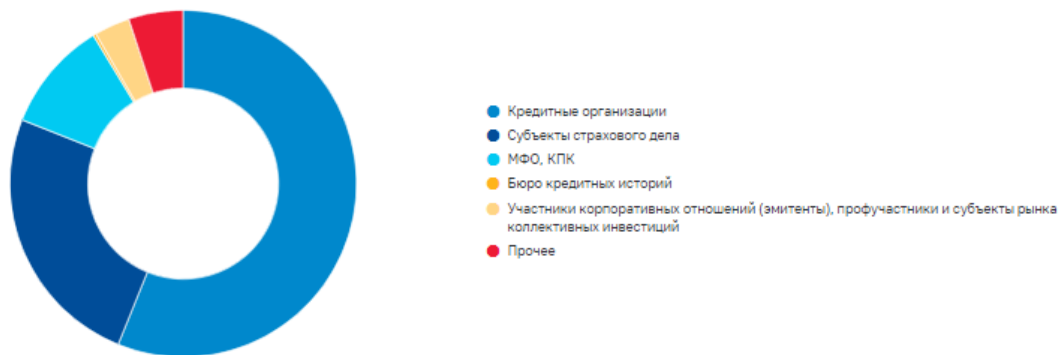 Кредитные организации
Субъекты страхового дела
МФО, КПК
Бюро кредитных историй
Участники корпоративных отношений (эмитенты), профучастники и субъекты рынка
коллективных инвестиций
Прочее